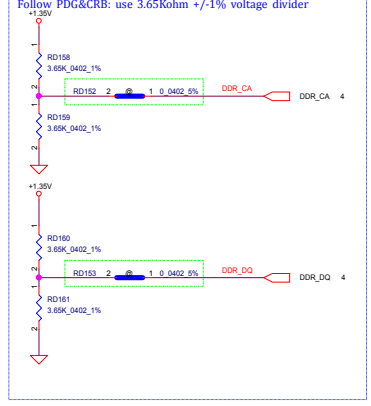 Follow PDG&CRB: use 3.65Kohm +/-1% voltage divider
+1.35V
1
RD158
3.65K_0402_1%
2
RD152 2 @ 1 0_0402_5% DDR_CA DDR_CA 4
1
RD159
3.65K_0402_1%
2
+1.35V
1
RD160
3.65K_0402_1%
2
RD153 2 @ 1 0_0402_5% DDR_DQ DDR_DQ 4
1
RD161
3.65K_0402_1%
2